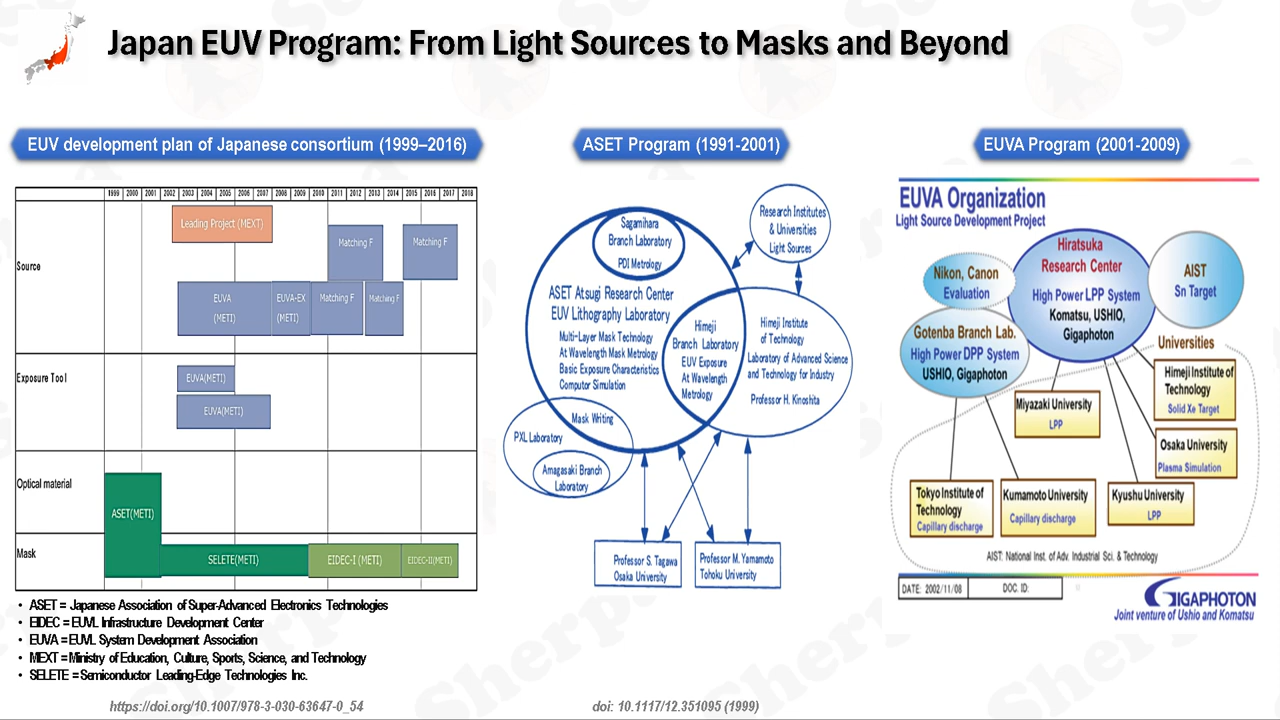 Japan EUV Program: From Light Sources to Masks and Beyond
EUV development plan of Japanese consortium (1999–2016)
1999 2000 2001 2002 2003 2004 2005 2006 2007 2008 2009 2010 2011 2012 2013 2014 2015 2016 2017 2018
Source
Leading Project (MEXT)
Matching F
Matching F
EUVA
(METI)
EUVA-EX
(METI)
Matching F
Matching F
Exposure Tool
EUVA(METI)
EUVA(METI)
Optical material
ASET(METI)
Mask
SELETE(METI)
EIDEC-I (METI)
EIDEC-II(METI)
• ASET = Japanese Association of Super-Advanced Electronics Technologies
• EIDEC = EUVL Infrastructure Development Center
• EUVA = EUVL System Development Association
• MEXT = Ministry of Education, Culture, Sports, Science, and Technology
• SELETE = Semiconductor Leading-Edge Technologies Inc.
https://doi.org/10.1007/978-3-030-63647-0_54
ASET Program (1991-2001)
Sagamihara
Branch Laboratory
PDI Metrology
Research Institutes
& Universities
Light Sources
ASET Atsugi Research Center
EUV Lithography Laboratory
Multi-Layer Mask Technology
At Wavelength Mask Metrology
Basic Exposure Characteristics
Computor Simulation
Himeji
Branch Laboratory
EUV Exposure
At Wavelength
Metrology
Himeji Institute
of Technology
Laboratory of Advanced Science
and Technology for Industry
Professor H. Kinoshita
Mask Writing
PXL Laboratory
Amagasaki Branch
Laboratory
Professor S. Tagawa
Osaka University
Professor M. Yamamoto
Tohoku University
doi: 10.1117/12.351095 (1999)
EUVA Program (2001-2009)
EUVA Organization
Light Source Development Project
Hiratsuka
Research Center
High Power LPP System
Komatsu, USHIO,
Gigaphoton
Nikon, Canon
Evaluation
AIST
Sn Target
Gotenba Branch Lab.
High Power DPP System
USHIO, Gigaphoton
Universities
Himeji Institute of
Technology
Solid Xe Target
Miyazaki University
LPP
Osaka University
Plasma Simulation
Tokyo Institute of
Technology
Capillary discharge
Kumamoto University
Capillary discharge
Kyushu University
LPP
AIST: National Inst. of Adv. Industrial Sci. & Technology
DATE: 2002/11/08
DOC. ID:
GIGAPHOTON
Joint venture of Ushio and Komatsu